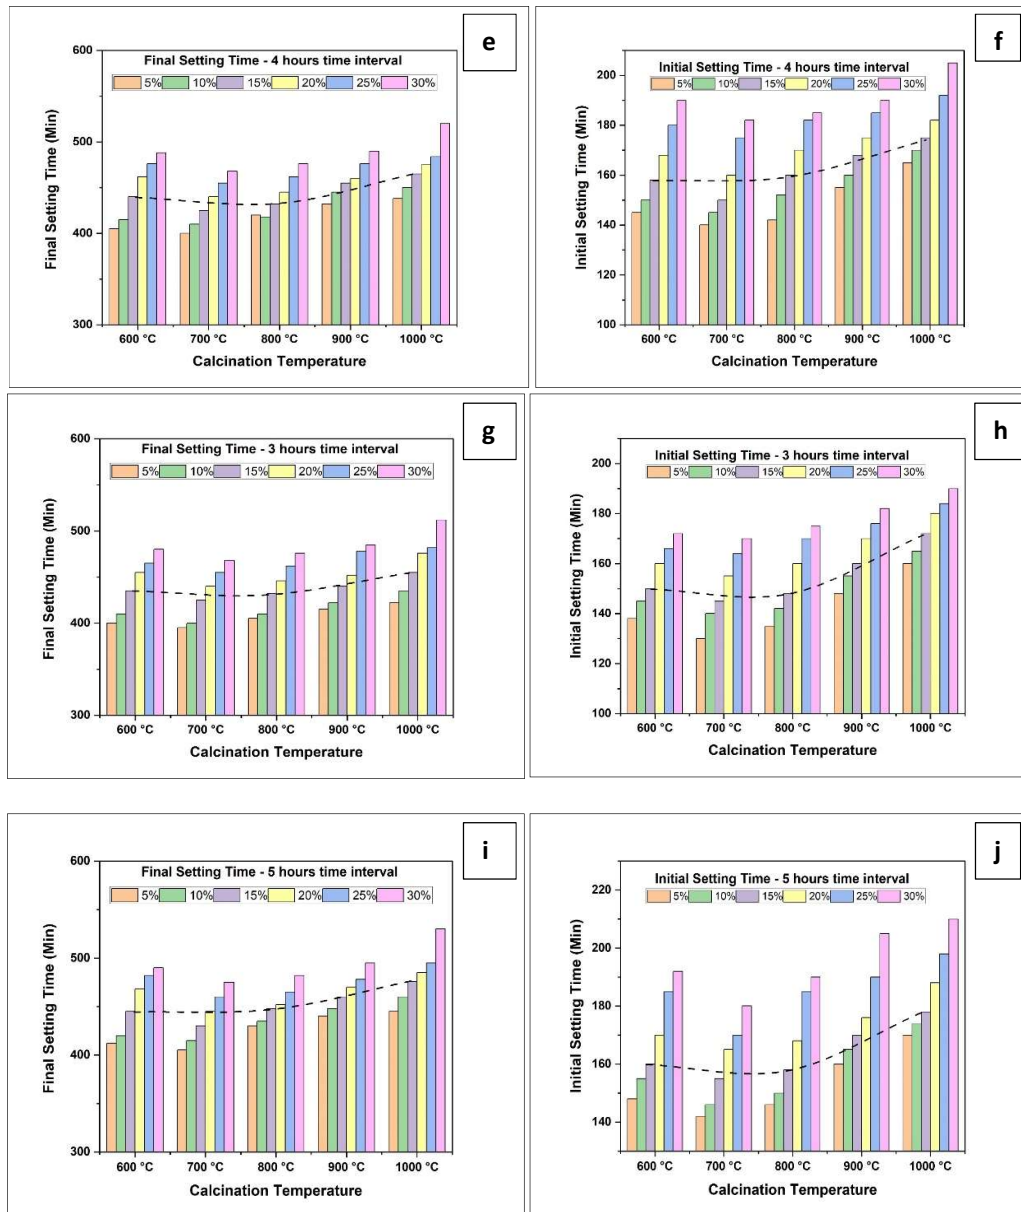 e
Final Setting Time - 4 hours time interval
5% 10% 15% 20% 25% 30%
Final Setting Time (Min)
600
500
400
300
600 °C 700 °C 800 °C 900 °C 1000 °C
Calcination Temperature
f
Initial Setting Time - 4 hours time interval
5% 10% 15% 20% 25% 30%
Initial Setting Time (Min)
200
180
160
140
120
100
600 °C 700 °C 800 °C 900 °C 1000 °C
Calcination Temperature
g
Final Setting Time - 3 hours time interval
5% 10% 15% 20% 25% 30%
Final Setting Time (Min)
600
500
400
300
600 °C 700 °C 800 °C 900 °C 1000 °C
Calcination Temperature
h
Initial Setting Time - 3 hours time interval
5% 10% 15% 20% 25% 30%
Initial Setting Time (Min)
200
180
160
140
120
100
600 °C 700 °C 800 °C 900 °C 1000 °C
Calcination Temperature
i
Final Setting Time - 5 hours time interval
5% 10% 15% 20% 25% 30%
Final Setting Time (Min)
600
500
400
300
600 °C 700 °C 800 °C 900 °C 1000 °C
Calcination Temperature
j
Initial Setting Time - 5 hours time interval
5% 10% 15% 20% 25% 30%
Initial Setting Time (Min)
220
200
180
160
140
600 °C 700 °C 800 °C 900 °C 1000 °C
Calcination Temperature